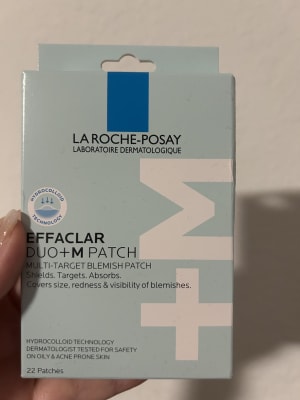 LA ROCHE-POSAY
LABORATOIRE DERMATOLOGIQUE
HYDROCOLLOID
TECHNOLOGY
EFFACLAR
DUO+M PATCH
MULTI-TARGET BLEMISH PATCH
Shields. Targets. Absorbs.
Covers size, redness & visibility of blemishes.
+M
HYDROCOLLOID TECHNOLOGY
DERMATOLOGIST TESTED FOR SAFETY
ON OILY & ACNE PRONE SKIN
22 Patches